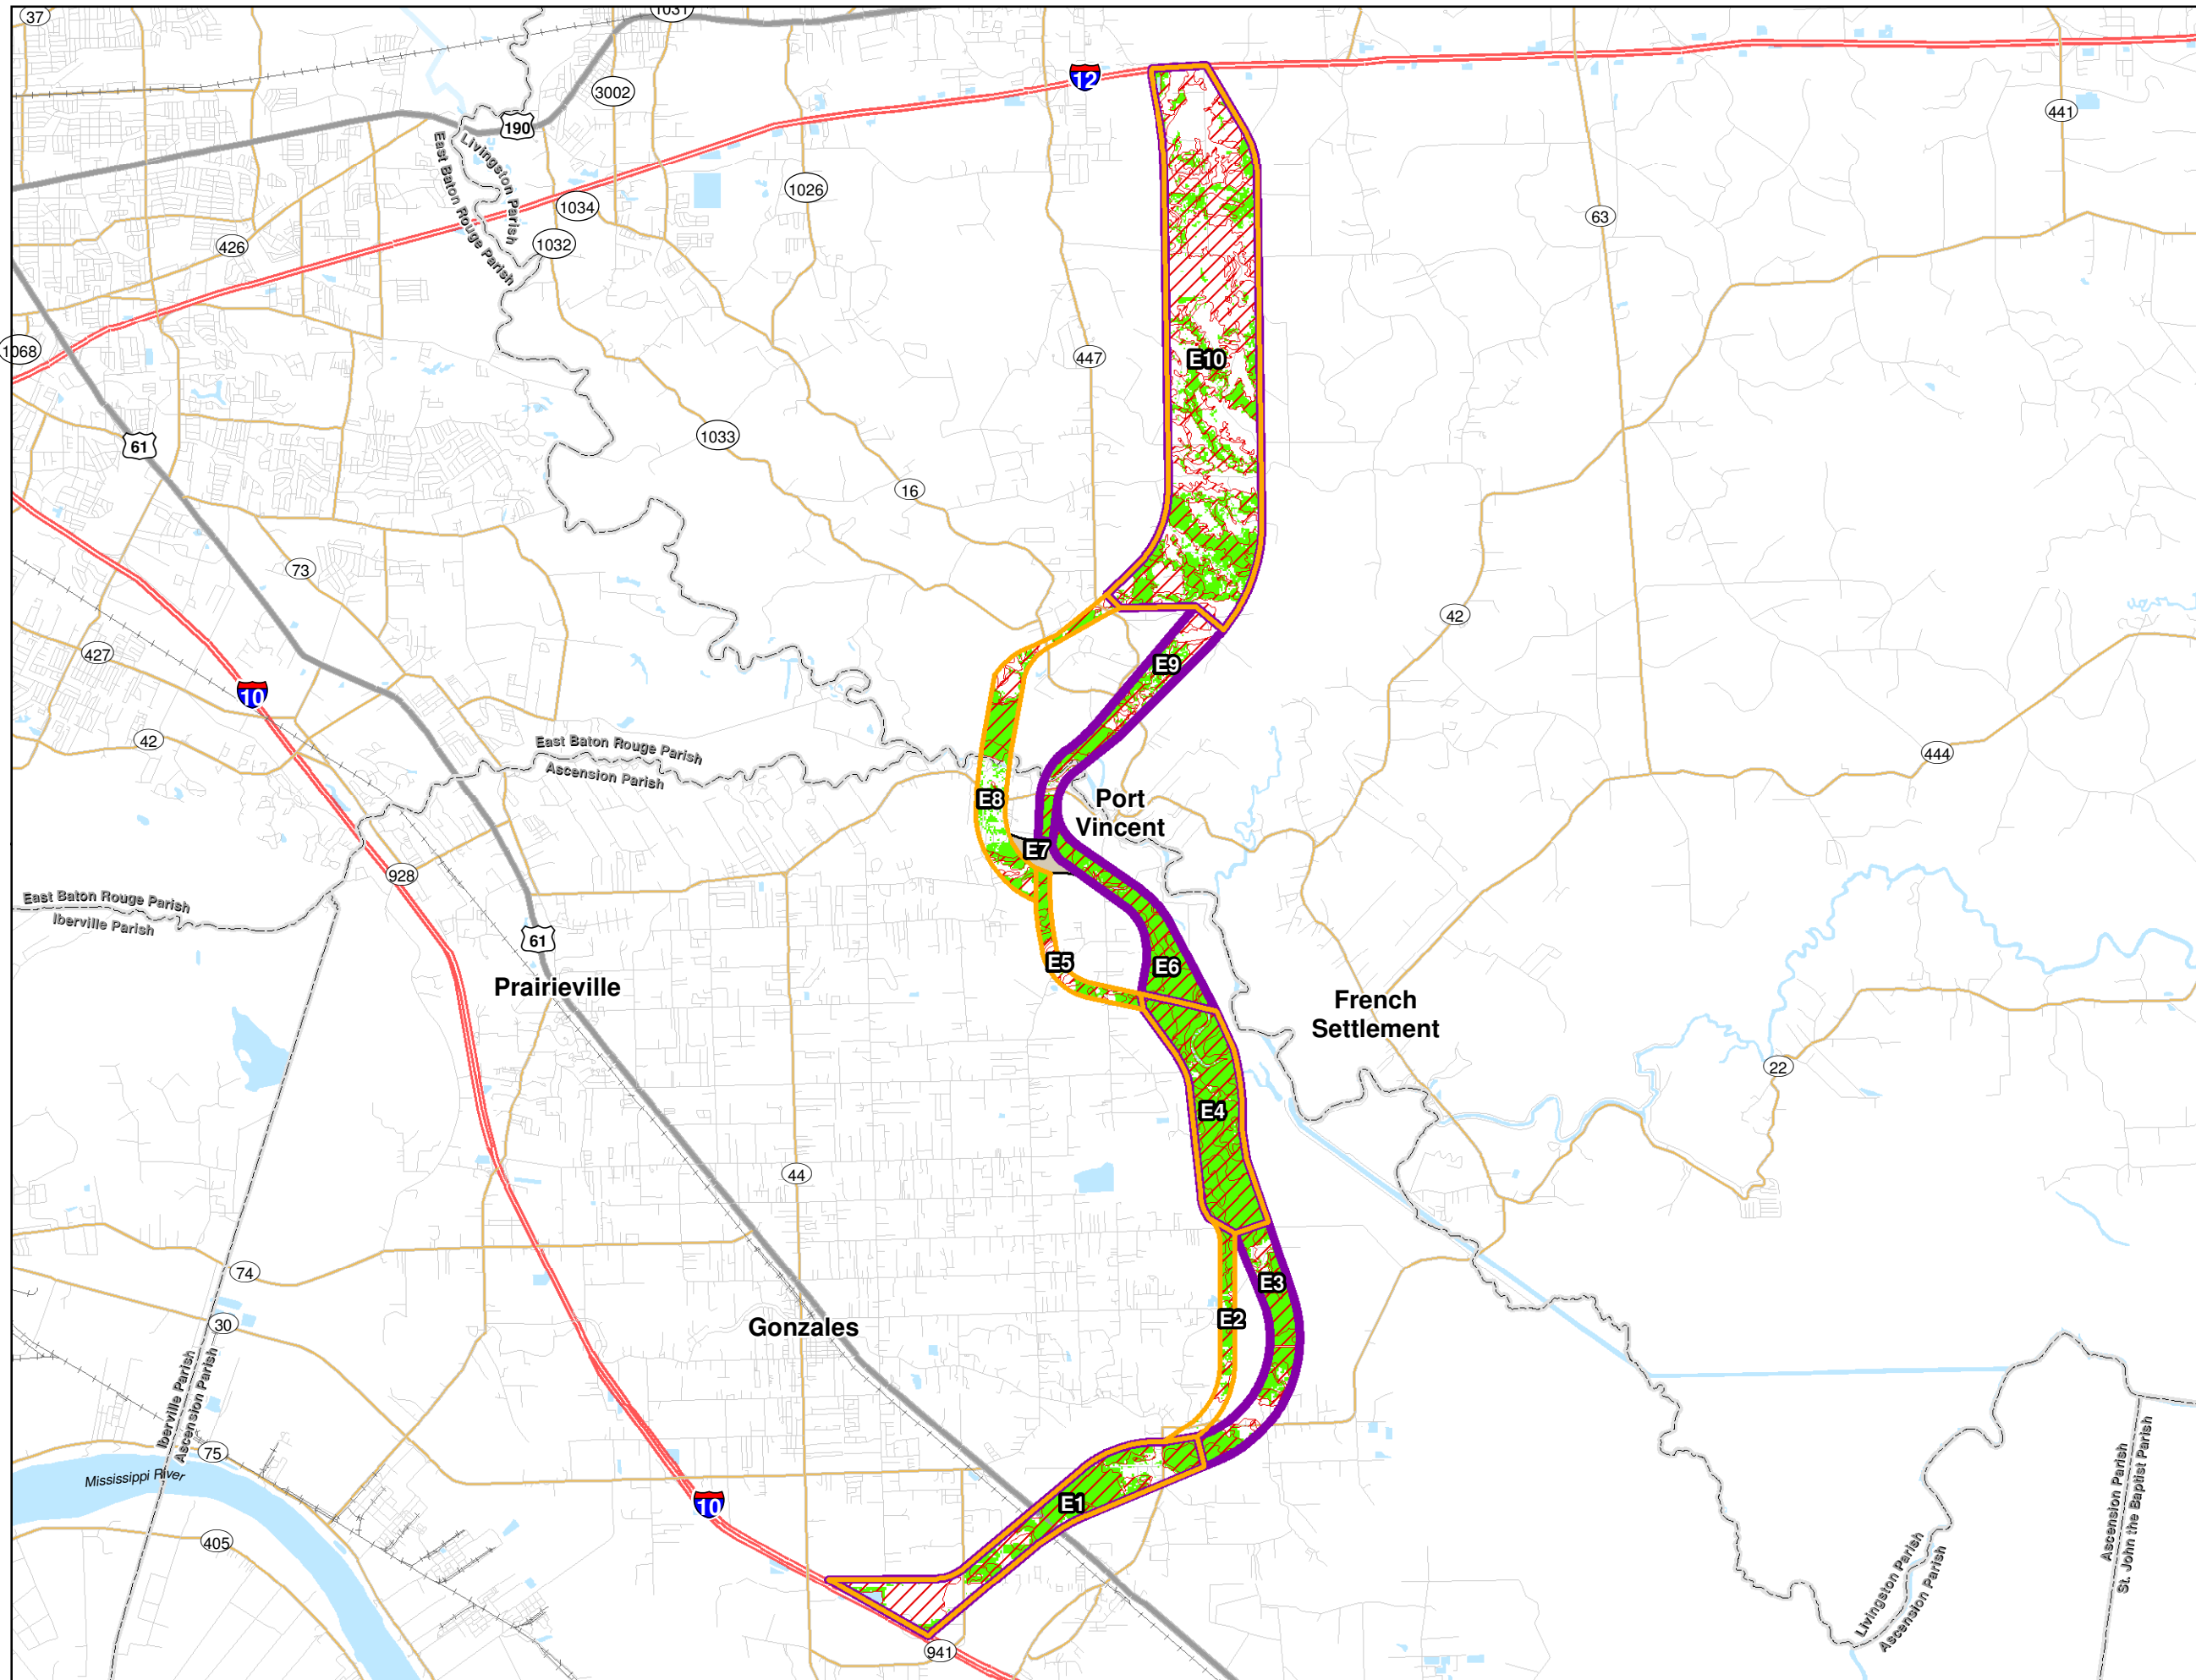 37
1031
12
3002
190
441
Livingston Parish
East Baton Rouge Parish
1026
1034
63
426
1032
1068
447
E10
61
1033
16
73
42
427
E9
10
42
East Baton Rouge Parish
Ascension Parish
444
E8
Port
Vincent
E7
928
East Baton Rouge Parish
Iberville Parish
61
E5
E6
Prairieville
French
Settlement
22
E4
44
74
E3
30
E2
Gonzales
Iberville Parish
Ascension Parish
75
Mississippi River
10
E1
405
941
Livingston Parish
Ascension Parish
Ascension Parish
St. John the Baptist Parish